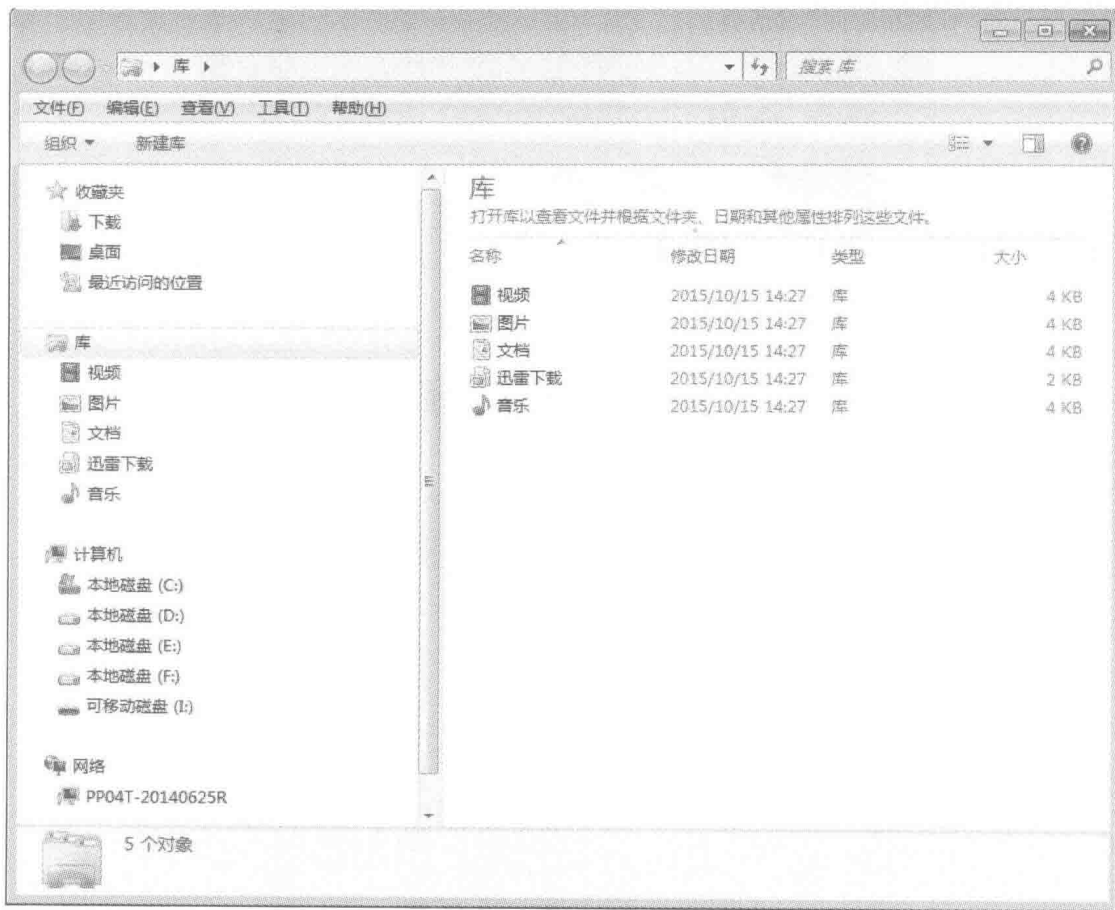 库
搜索 库
文件(F) 编辑(E) 查看(V) 工具(T) 帮助(H)
组织 新建库
收藏夹
下载
桌面
最近访问的位置
库
视频
图片
文档
迅雷下载
音乐
计算机
本地磁盘 (C:)
本地磁盘 (D:)
本地磁盘 (E:)
本地磁盘 (F:)
可移动磁盘 (I:)
网络
PP04T-20140625R
库
打开库以查看文件并根据文件夹、日期和其他属性排列这些文件。
名称 修改日期 类型 大小
视频 2015/10/15 14:27 库 4 KB
图片 2015/10/15 14:27 库 4 KB
文档 2015/10/15 14:27 库 4 KB
迅雷下载 2015/10/15 14:27 库 2 KB
音乐 2015/10/15 14:27 库 4 KB
5 个对象